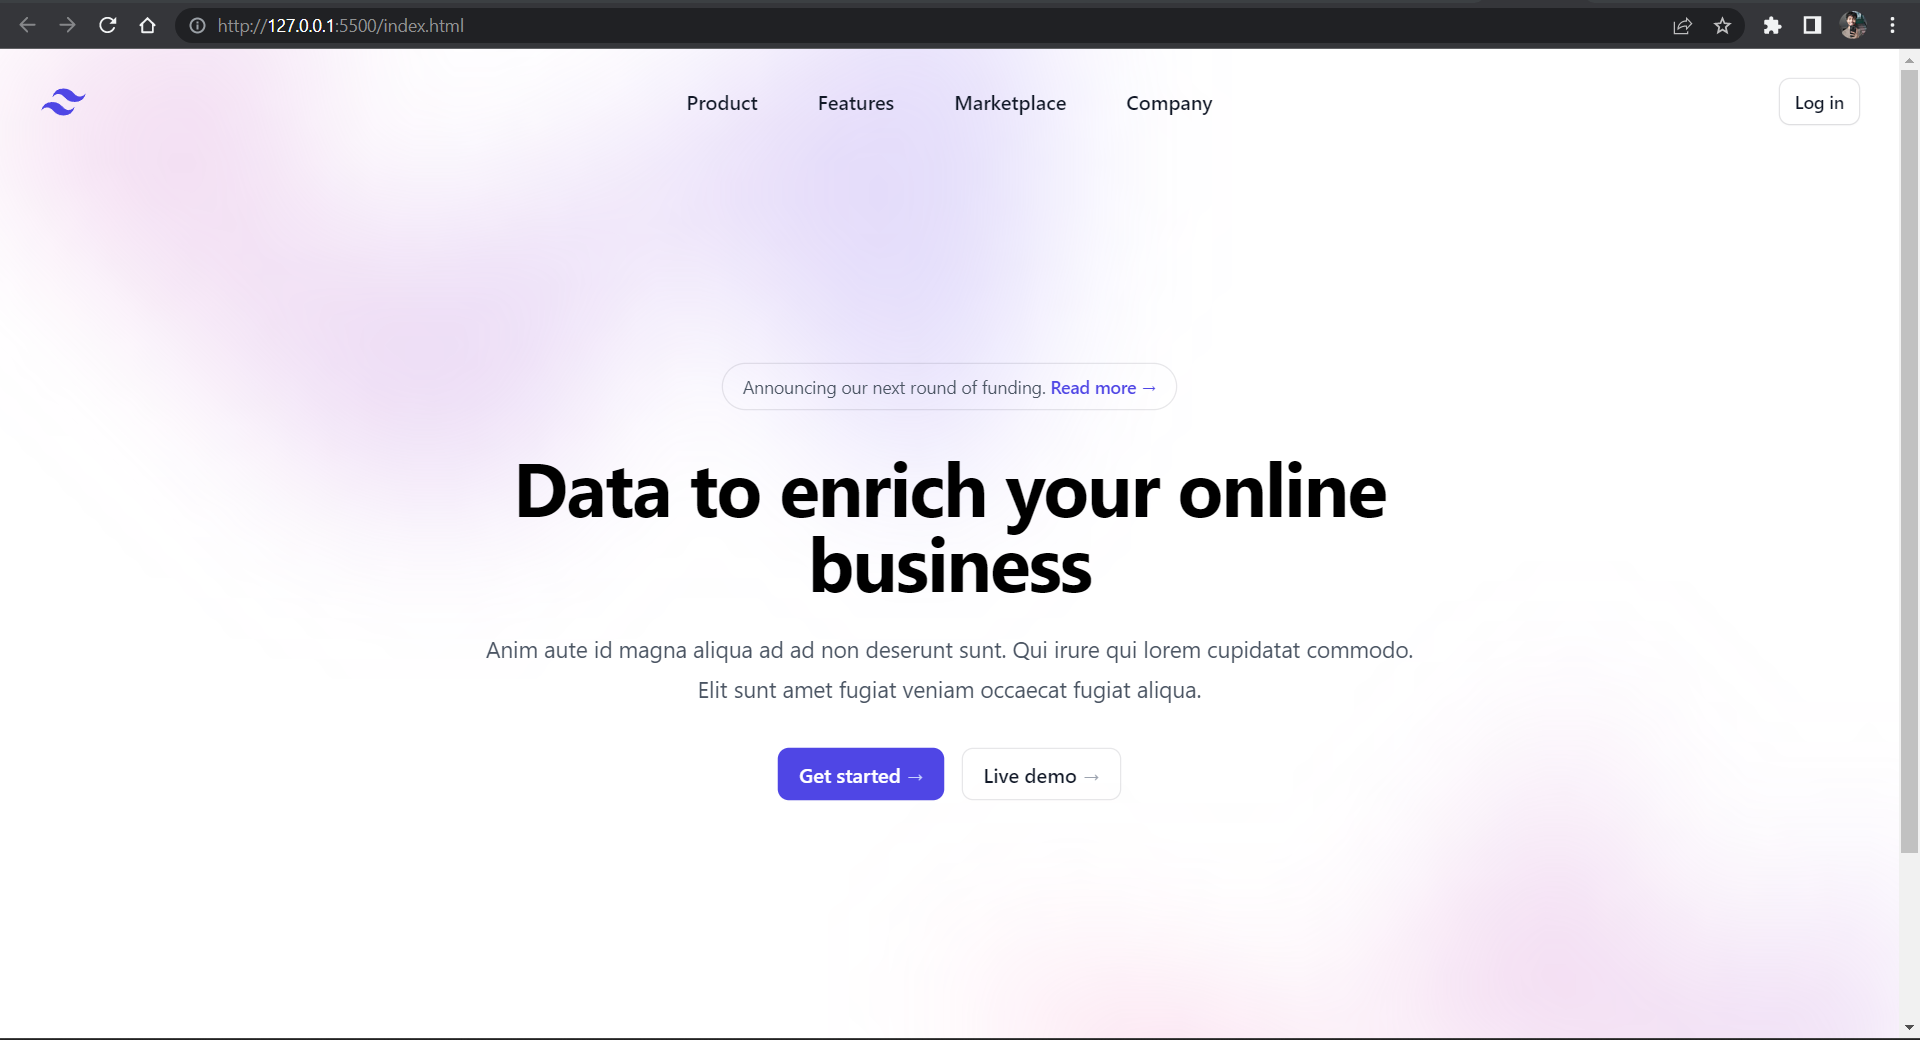 http://127.0.0.1:5500/index.html
Product Features Marketplace Company Log in
Announcing our next round of funding. Read more →
Data to enrich your online
business
Anim aute id magna aliqua ad ad non deserunt sunt. Qui irure qui lorem cupidatat commodo.
Elit sunt amet fugiat veniam occaecat fugiat aliqua.
Get started → Live demo →